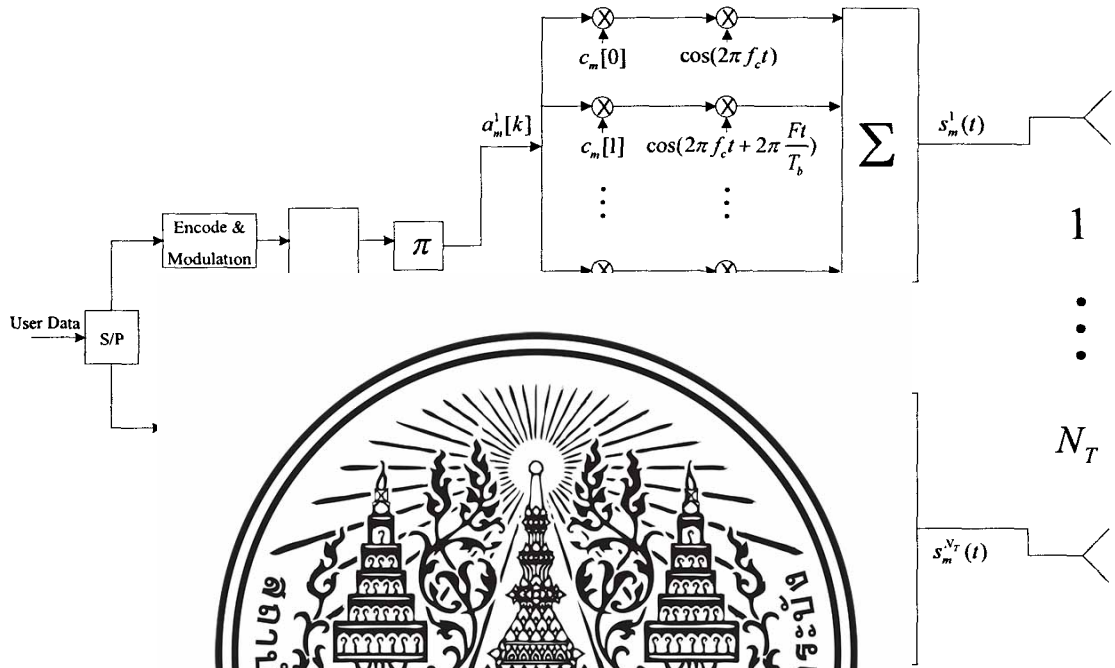 c_m[0]
cos(2π f_c t)
a_m^1[k]
c_m[1]
cos(2π f_c t + 2π Ft/T_b)
Σ
s_m^1(t)
Encode &
Modulation
π
1
User Data
S/P
N_T
s_m^{N_T}(t)